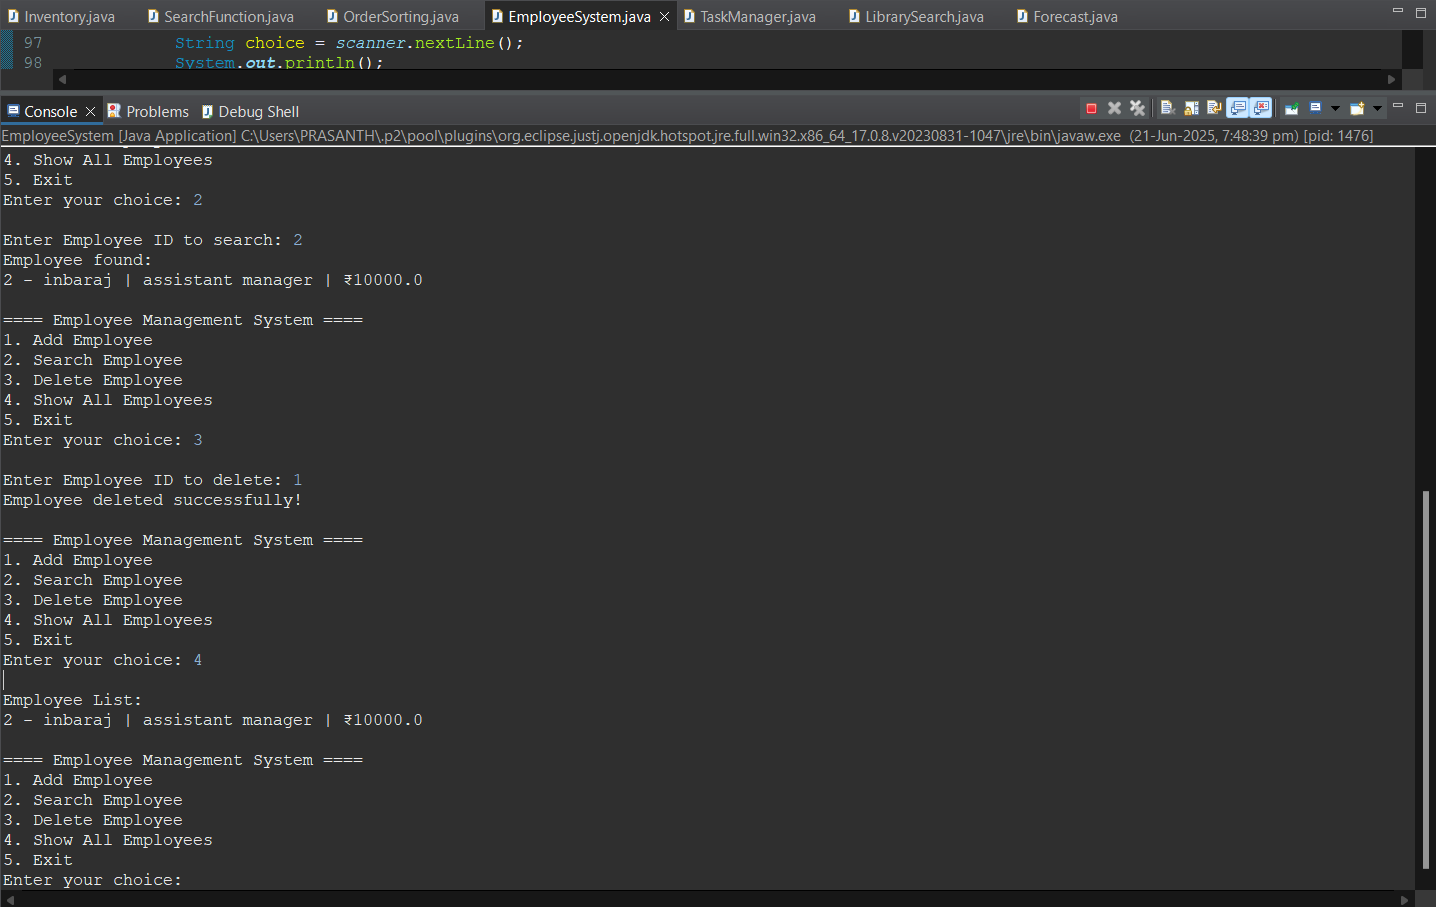 Inventory.java SearchFunction.java OrderSorting.java EmployeeSystem.java TaskManager.java LibrarySearch.java Forecast.java
97 String choice = scanner.nextLine();
98 System.out.println();
Console Problems Debug Shell
EmployeeSystem [Java Application] C:\Users\PRASANTH\.p2\pool\plugins\org.eclipse.justj.openjdk.hotspot.jre.full.win32.x86_64_17.0.8.v20230831-1047\jre\bin\javaw.exe (21-Jun-2025, 7:48:39 pm) [pid: 1476]
4. Show All Employees
5. Exit
Enter your choice: 2
Enter Employee ID to search: 2
Employee found:
2 - inbaraj | assistant manager | ₹10000.0
==== Employee Management System ====
1. Add Employee
2. Search Employee
3. Delete Employee
4. Show All Employees
5. Exit
Enter your choice: 3
Enter Employee ID to delete: 1
Employee deleted successfully!
==== Employee Management System ====
1. Add Employee
2. Search Employee
3. Delete Employee
4. Show All Employees
5. Exit
Enter your choice: 4
Employee List:
2 - inbaraj | assistant manager | ₹10000.0
==== Employee Management System ====
1. Add Employee
2. Search Employee
3. Delete Employee
4. Show All Employees
5. Exit
Enter your choice: